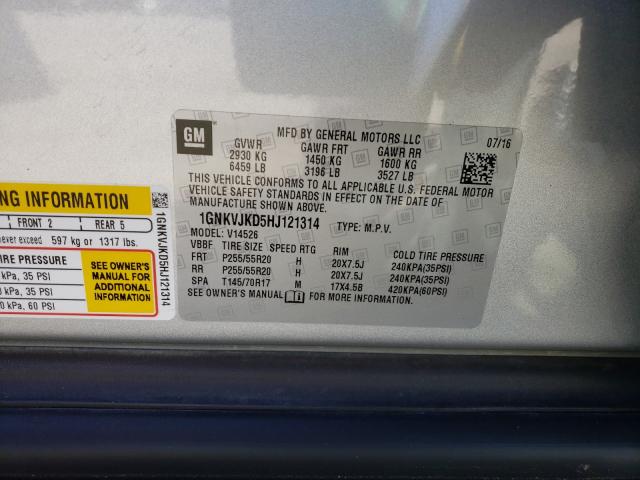 GM
MFD BY GENERAL MOTORS LLC
07/16
GVWR GAWR FRT GAWR RR
2930 KG 1450 KG 1600 KG
6459 LB 3196 LB 3527 LB
THIS VEHICLE CONFORMS TO ALL APPLICABLE U.S. FEDERAL MOTOR
VEHICLE SAFETY STANDARDS IN EFFECT ON THE DATE OF
MANUFACTURE SHOWN ABOVE.
1GNKVJKD5HJ121314 TYPE: M.P.V.
MODEL: V14526
VBBF TIRE SIZE SPEED RTG RIM COLD TIRE PRESSURE
FRT P255/55R20 H 20X7.5J 240KPA(35PSI)
RR P255/55R20 H 20X7.5J 240KPA(35PSI)
SPA T145/70R17 M 17X4.5B 420KPA(60PSI)
SEE OWNER'S MANUAL FOR MORE INFORMATION.
NG INFORMATION
FRONT 2 REAR 5
never exceed 597 kg or 1317 lbs.
RE PRESSURE
kPa, 35 PSI
kPa, 35 PSI
0 kPa, 60 PSI
SEE OWNER'S
MANUAL FOR
ADDITIONAL
INFORMATION
1GNKVJKD5HJ121314